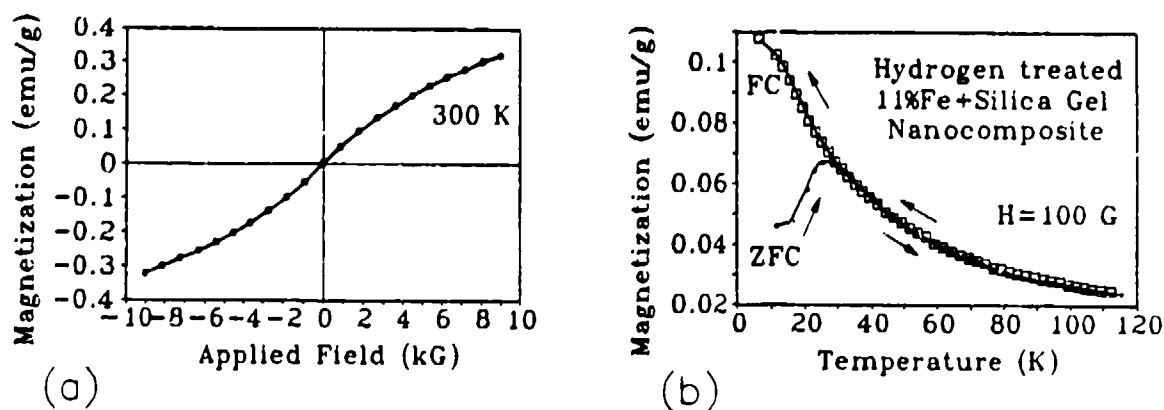 0.4
0.3
0.2
0.1
0
-0.1
-0.2
-0.3
-0.4
Magnetization (emu/g)
300 K
-10 -8 -6 -4 -2 0 2 4 6 8 10
Applied Field (kG)
(a)
0.1
0.08
0.06
0.04
0.02
Magnetization (emu/g)
FC
Hydrogen treated
11%Fe+Silica Gel
Nanocomposite
H=100 G
ZFC
0 20 40 60 80 100 120
Temperature (K)
(b)